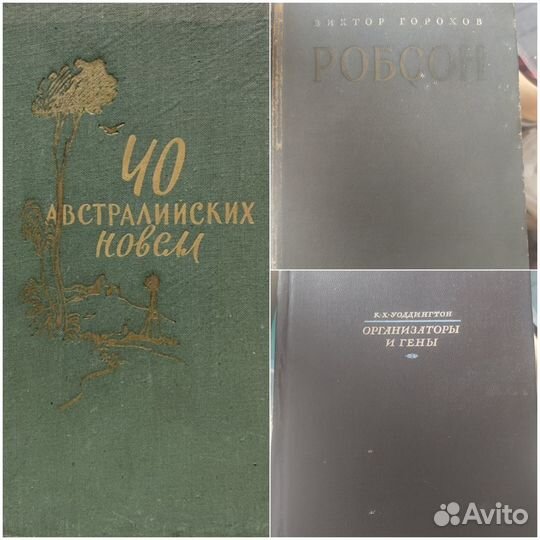 40
АВСТРАЛИЙСКИХ
новелл
ВИКТОР ГОРОХОВ
РОБСОН
К·Х·УОДДИНГТОН
ОРГАНИЗАТОРЫ
И ГЕНЫ
Avito